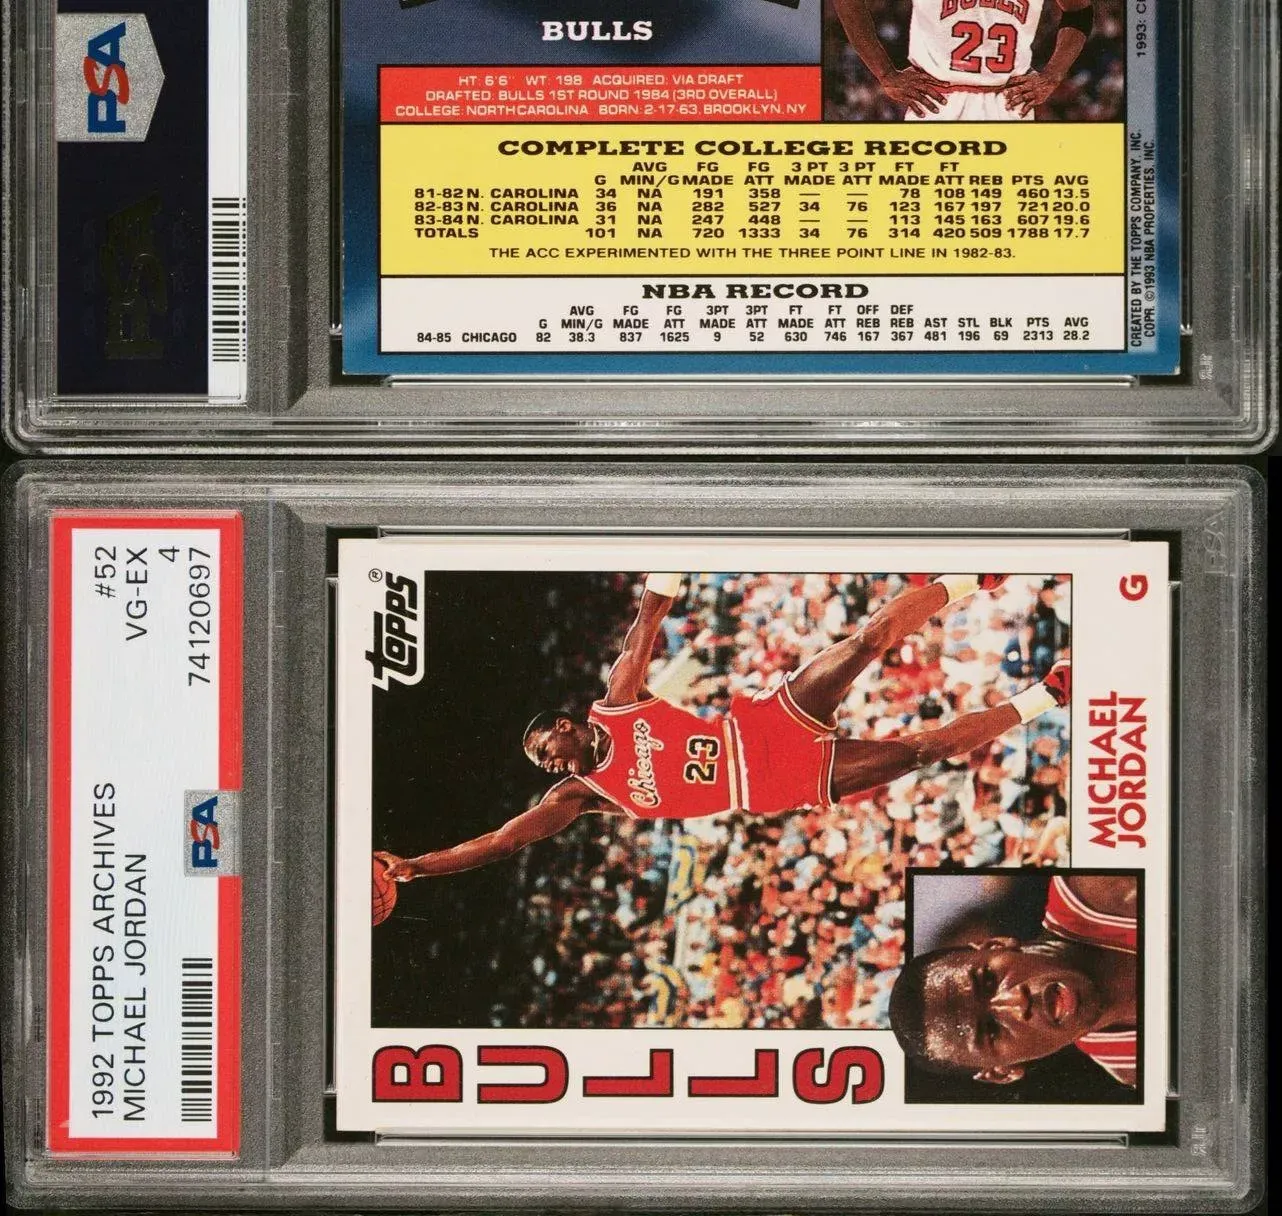 PSA
BULLS
BULLS
23
HT: 6'6" WT: 198 ACQUIRED: VIA DRAFT
DRAFTED: BULLS 1ST ROUND 1984 (3RD OVERALL)
COLLEGE: NORTH CAROLINA BORN: 2-17-63, BROOKLYN, NY
COMPLETE COLLEGE RECORD
AVG FG FG 3 PT 3 PT FT FT
G MIN/G MADE ATT MADE ATT MADE ATT REB PTS AVG
81-82 N. CAROLINA 34 NA 191 358 — — 78 108 149 460 13.5
82-83 N. CAROLINA 36 NA 282 527 34 76 123 167 197 721 20.0
83-84 N. CAROLINA 31 NA 247 448 — — 113 145 163 607 19.6
TOTALS 101 NA 720 1333 34 76 314 420 509 1788 17.7
THE ACC EXPERIMENTED WITH THE THREE POINT LINE IN 1982-83.
NBA RECORD
AVG FG FG 3PT 3PT FT FT OFF DEF
G MIN/G MADE ATT MADE ATT MADE ATT REB REB AST STL BLK PTS AVG
84-85 CHICAGO 82 38.3 837 1625 9 52 630 746 167 367 481 196 69 2313 28.2
CREATED BY THE TOPPS COMPANY, INC.
COPR. © 1993 NBA PROPERTIES, INC.
1993:
PSA
1992 TOPPS ARCHIVES #52
MICHAEL JORDAN VG-EX
4
74120697
PSA
TOPPS®
Chicago
23
BULLS
MICHAEL
JORDAN
G
PSA